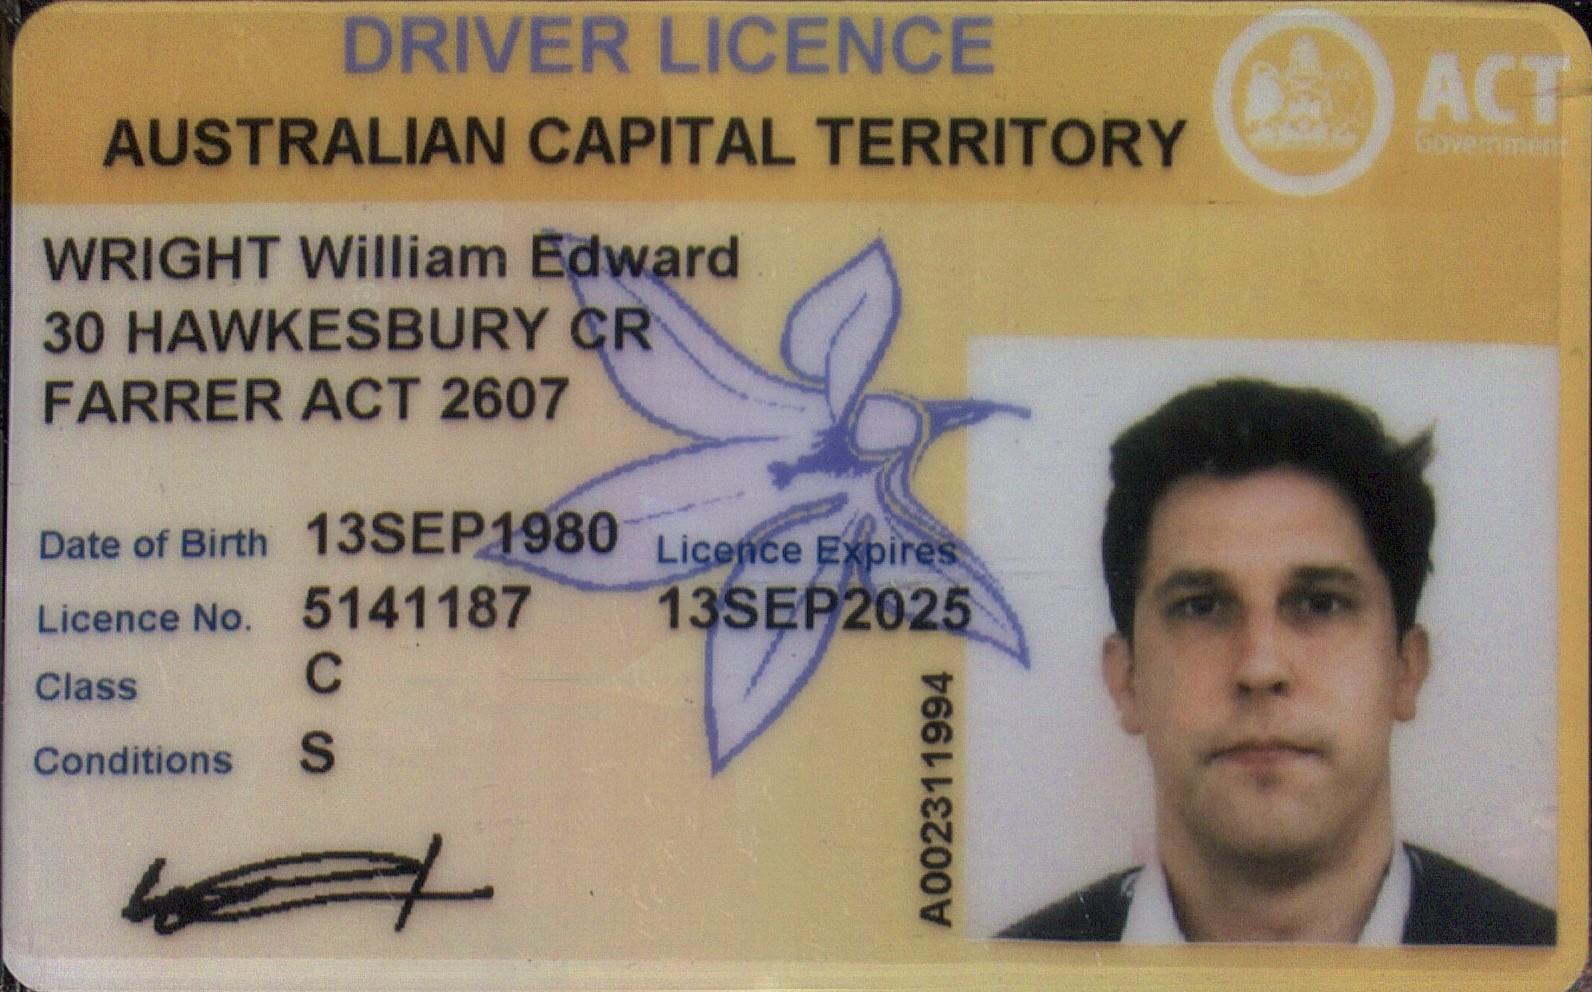 DRIVER LICENCE
AUSTRALIAN CAPITAL TERRITORY
ACT
Government
WRIGHT William Edward
30 HAWKESBURY CR
FARRER ACT 2607
Date of Birth 13SEP1980
Licence Expires
Licence No. 5141187
13SEP2025
Class C
Conditions S
A002311994